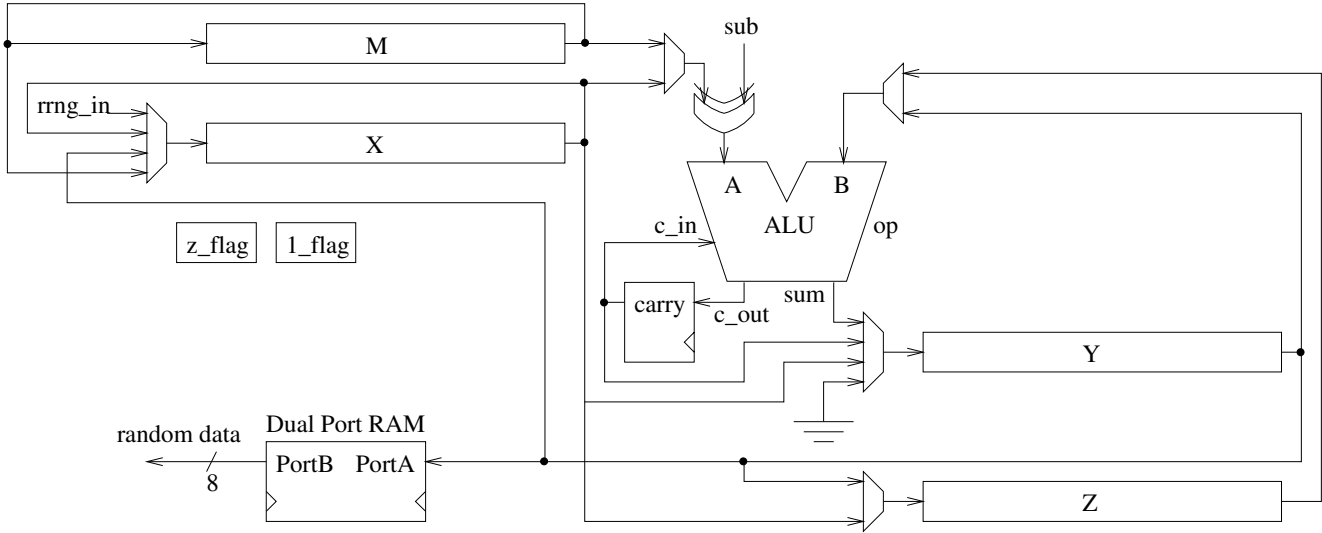 M
sub
rrng_in
X
A
B
c_in
ALU
op
z_flag
1_flag
carry
sum
c_out
Y
Dual Port RAM
random data
PortB
PortA
8
Z